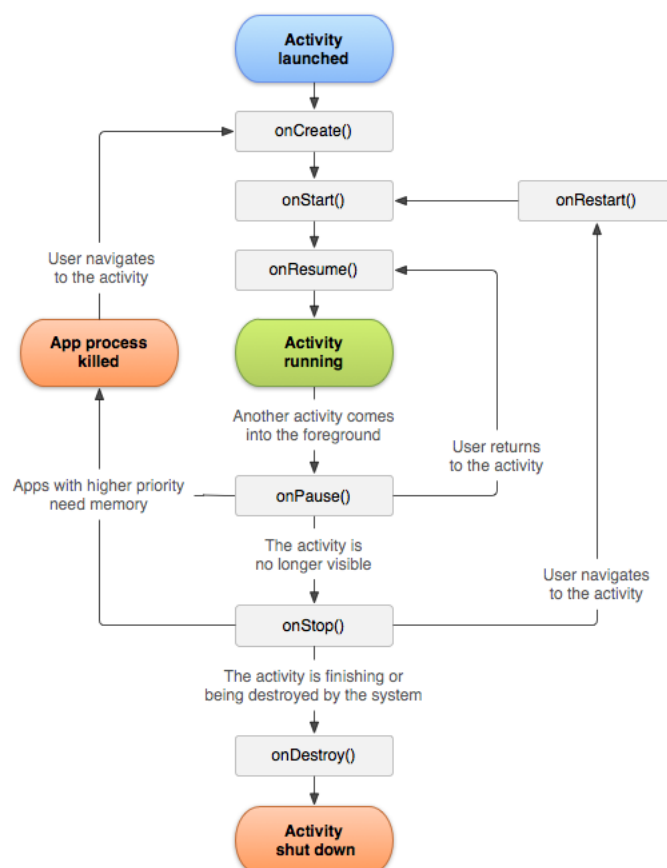 Activity
launched
onCreate()
onStart()
onRestart()
onResume()
User navigates
to the activity
App process
killed
Activity
running
Another activity comes
into the foreground
User returns
to the activity
Apps with higher priority
need memory
onPause()
The activity is
no longer visible
User navigates
to the activity
onStop()
The activity is finishing or
being destroyed by the system
onDestroy()
Activity
shut down